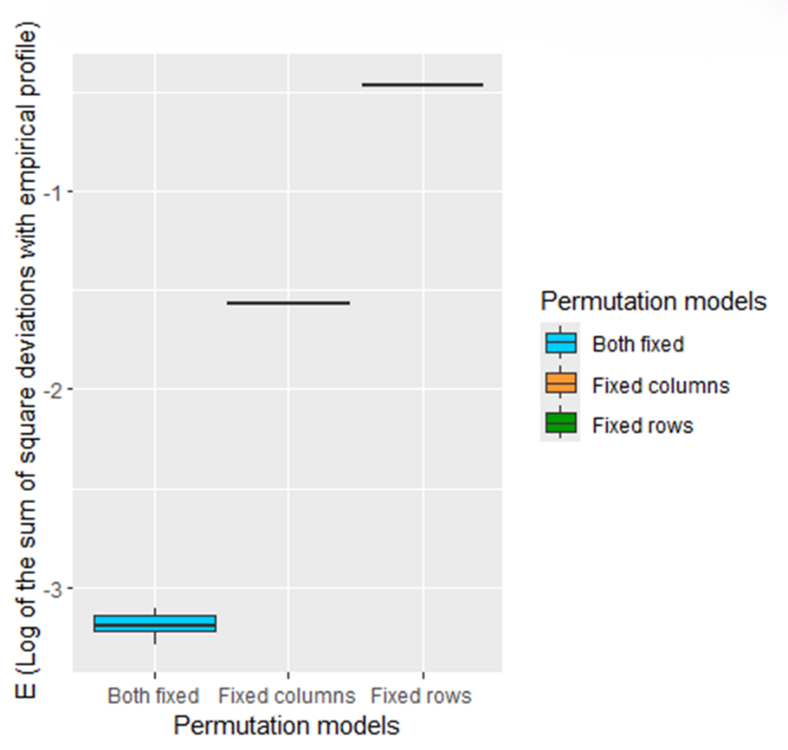 E (Log of the sum of square deviations with empirical profile)
-1
-2
-3
Both fixed
Fixed columns
Fixed rows
Permutation models
Permutation models
Both fixed
Fixed columns
Fixed rows